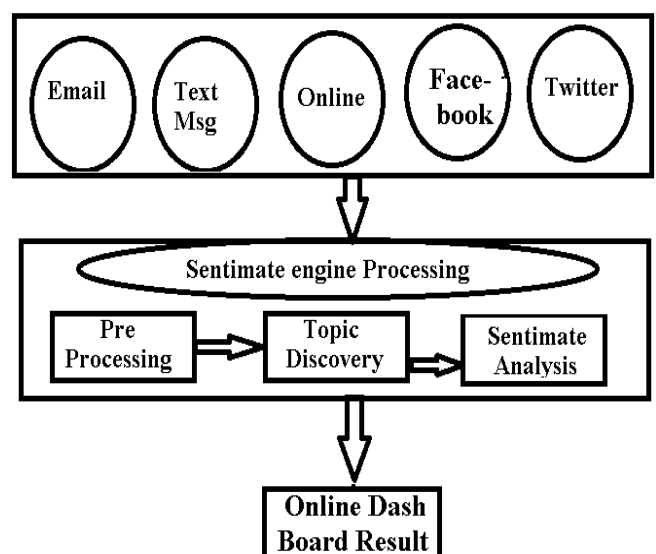 Email
Text
Msg
Online
Face-
book
Twitter
Sentimate engine Processing
Pre
Processing
Topic
Discovery
Sentimate
Analysis
Online Dash
Board Result